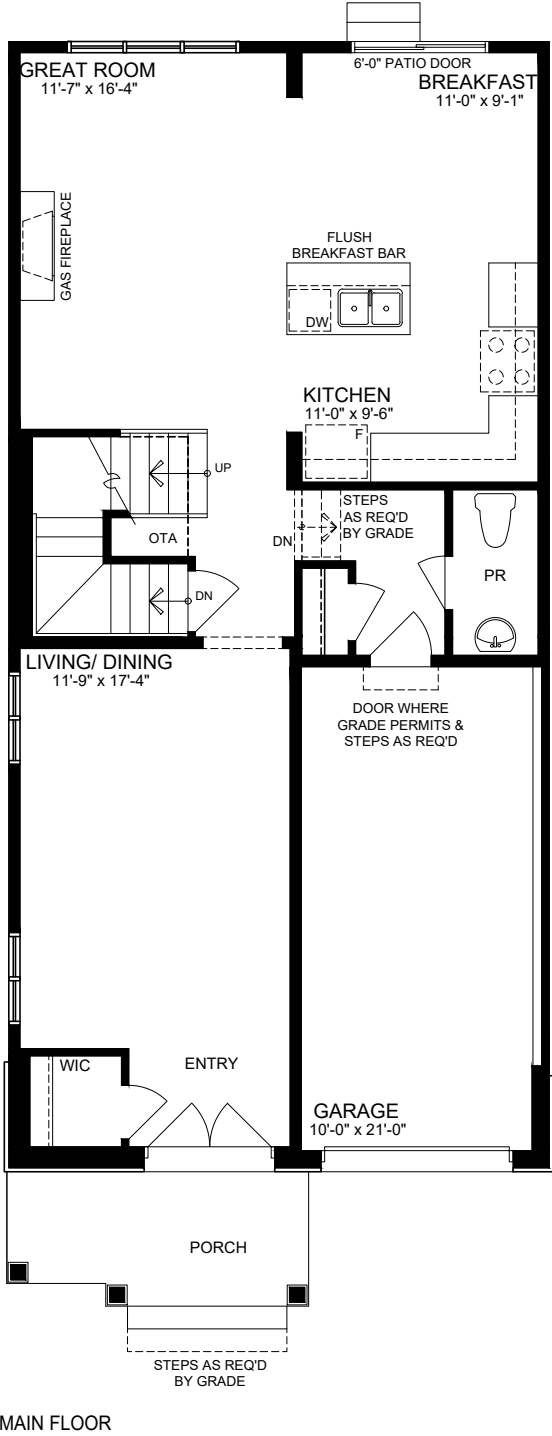 6'-0" PATIO DOOR
GREAT ROOM
11'-7" x 16'-4"
BREAKFAST
11'-0" x 9'-1"
GAS FIREPLACE
FLUSH
BREAKFAST BAR
DW
KITCHEN
11'-0" x 9'-6"
F
UP
OTA
DN
STEPS
AS REQ'D
BY GRADE
DN
PR
LIVING/ DINING
11'-9" x 17'-4"
DOOR WHERE
GRADE PERMITS &
STEPS AS REQ'D
WIC
ENTRY
GARAGE
10'-0" x 21'-0"
PORCH
STEPS AS REQ'D
BY GRADE
MAIN FLOOR